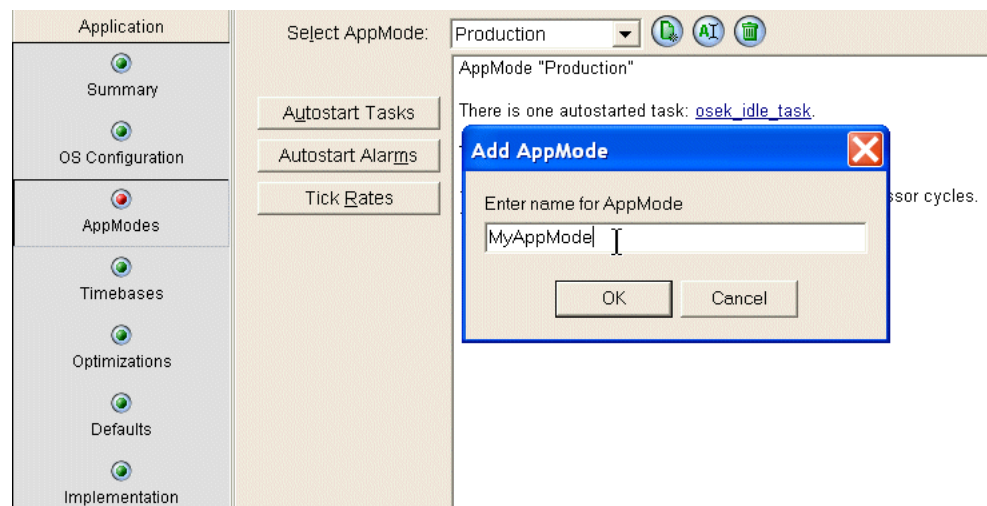 Application
Summary
OS Configuration
AppModes
Timebases
Optimizations
Defaults
Implementation
Select AppMode:
Production
Autostart Tasks
Autostart Alarms
Tick Rates
AppMode "Production"
There is one autostarted task: osek_idle_task.
cycles.
Add AppMode
Enter name for AppMode
MyAppMode
OK
Cancel